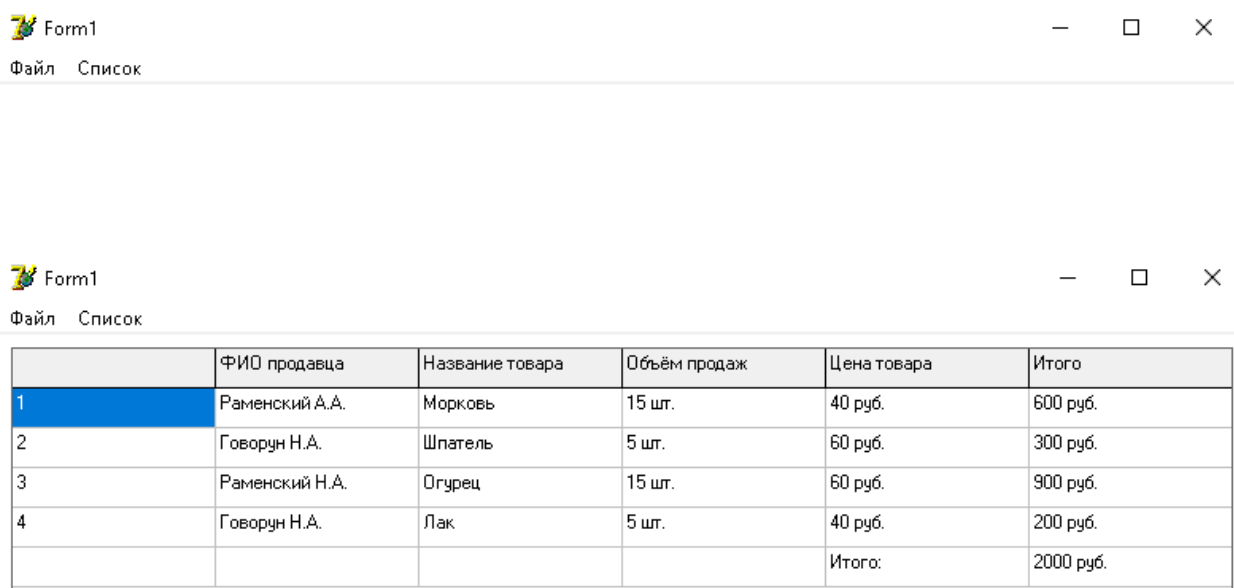 Form1
Файл Список
Form1
Файл Список
ФИО продавца Название товара Объём продаж Цена товара Итого
1 Раменский А.А. Морковь 15 шт. 40 руб. 600 руб.
2 Говорун Н.А. Шпатель 5 шт. 60 руб. 300 руб.
3 Раменский Н.А. Огурец 15 шт. 60 руб. 900 руб.
4 Говорун Н.А. Лак 5 шт. 40 руб. 200 руб.
Итого: 2000 руб.